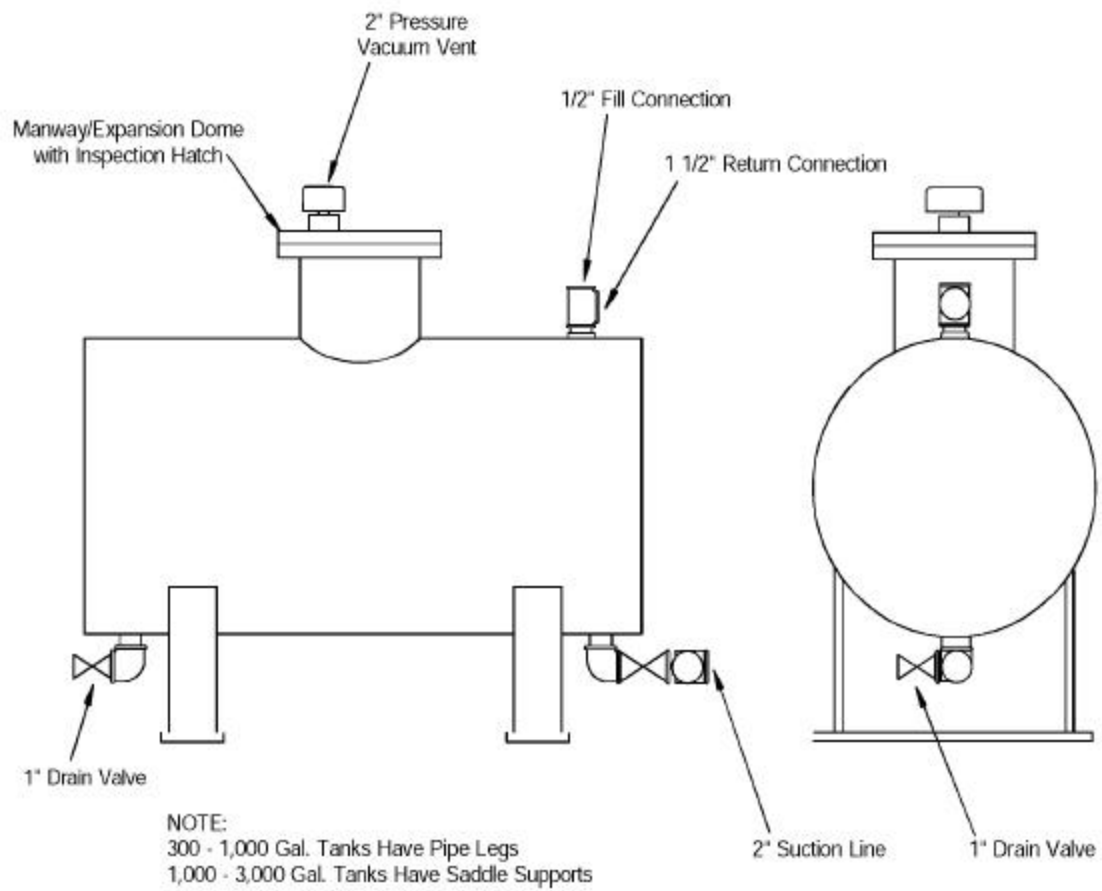 2" Pressure
Vacuum Vent
1/2" Fill Connection
Manway/Expansion Dome
with Inspection Hatch
1 1/2" Return Connection
1" Drain Valve
2" Suction Line
1" Drain Valve
NOTE:
300 - 1,000 Gal. Tanks Have Pipe Legs
1,000 - 3,000 Gal. Tanks Have Saddle Supports